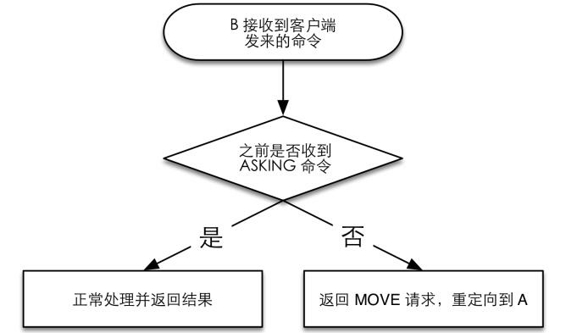 B 接收到客户端
发来的命令
之前是否收到
ASKING 命令
是
否
正常处理并返回结果
返回 MOVE 请求，重定向到 A